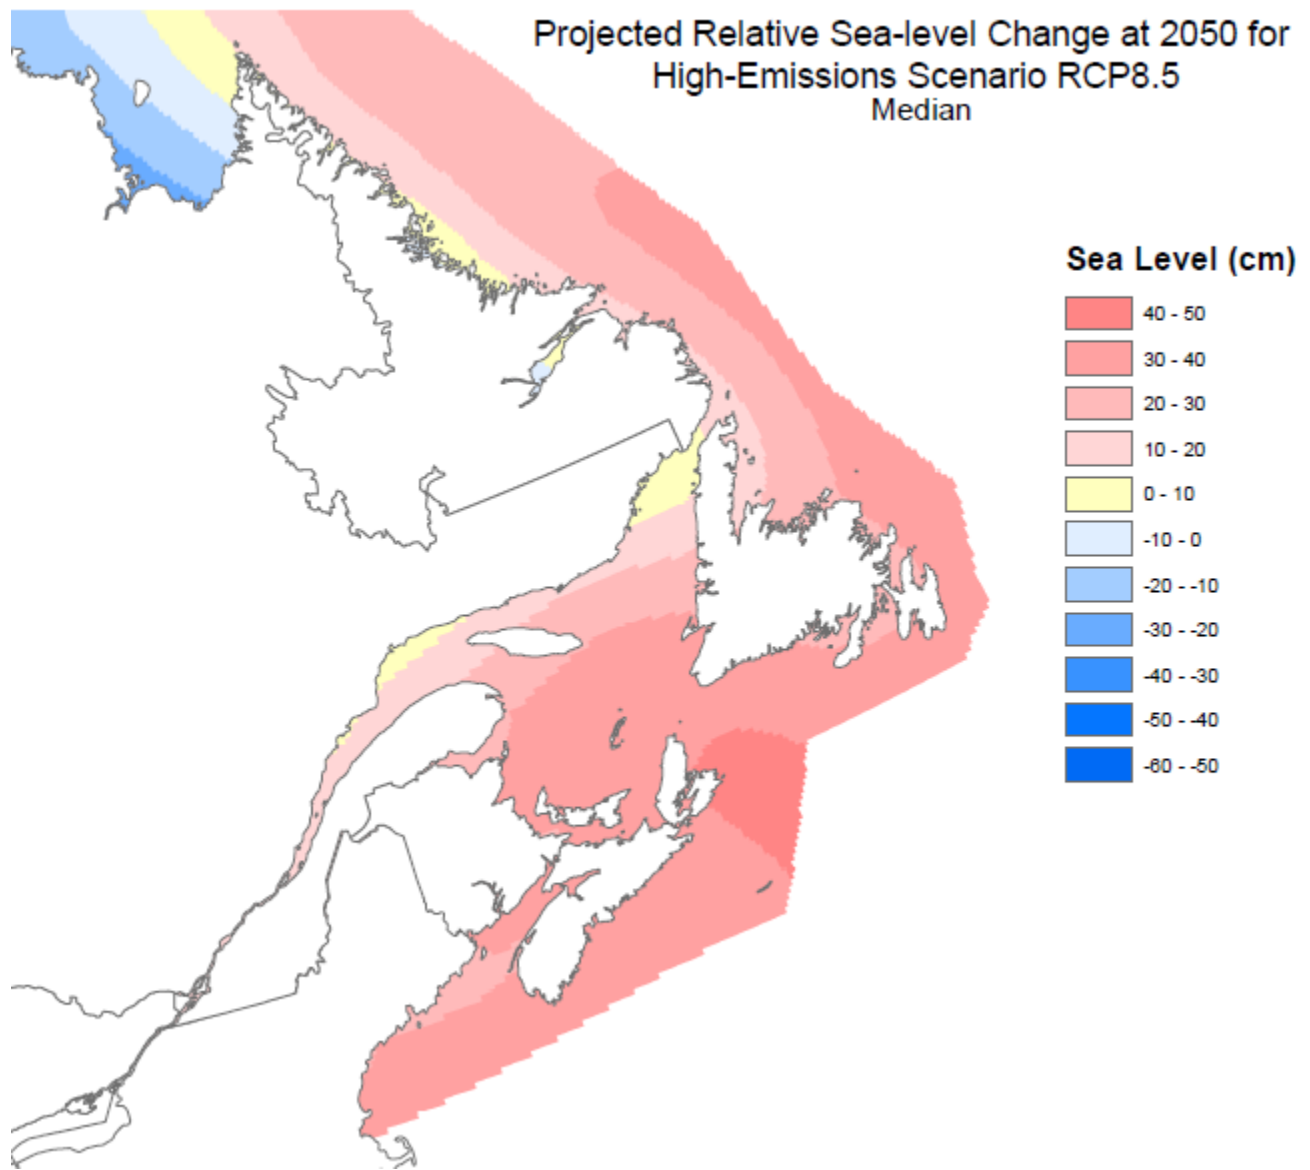 Projected Relative Sea-level Change at 2050 for
High-Emissions Scenario RCP8.5
Median
Sea Level (cm)
40 - 50
30 - 40
20 - 30
10 - 20
0 - 10
-10 - 0
-20 - -10
-30 - -20
-40 - -30
-50 - -40
-60 - -50